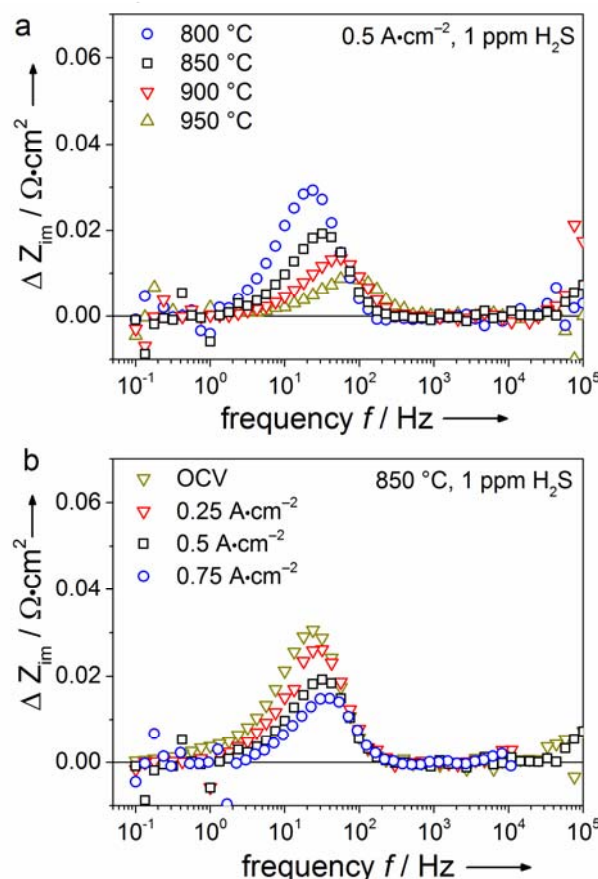 a
800 °C
850 °C
900 °C
950 °C
0.5 A•cm⁻², 1 ppm H₂S
Δ Z_im / Ω•cm²
0.06
0.04
0.02
0.00
10⁻¹ 10⁰ 10¹ 10² 10³ 10⁴ 10⁵
frequency f / Hz
b
OCV
0.25 A•cm⁻²
0.5 A•cm⁻²
0.75 A•cm⁻²
850 °C, 1 ppm H₂S
Δ Z_im / Ω•cm²
0.06
0.04
0.02
0.00
10⁻¹ 10⁰ 10¹ 10² 10³ 10⁴ 10⁵
frequency f / Hz